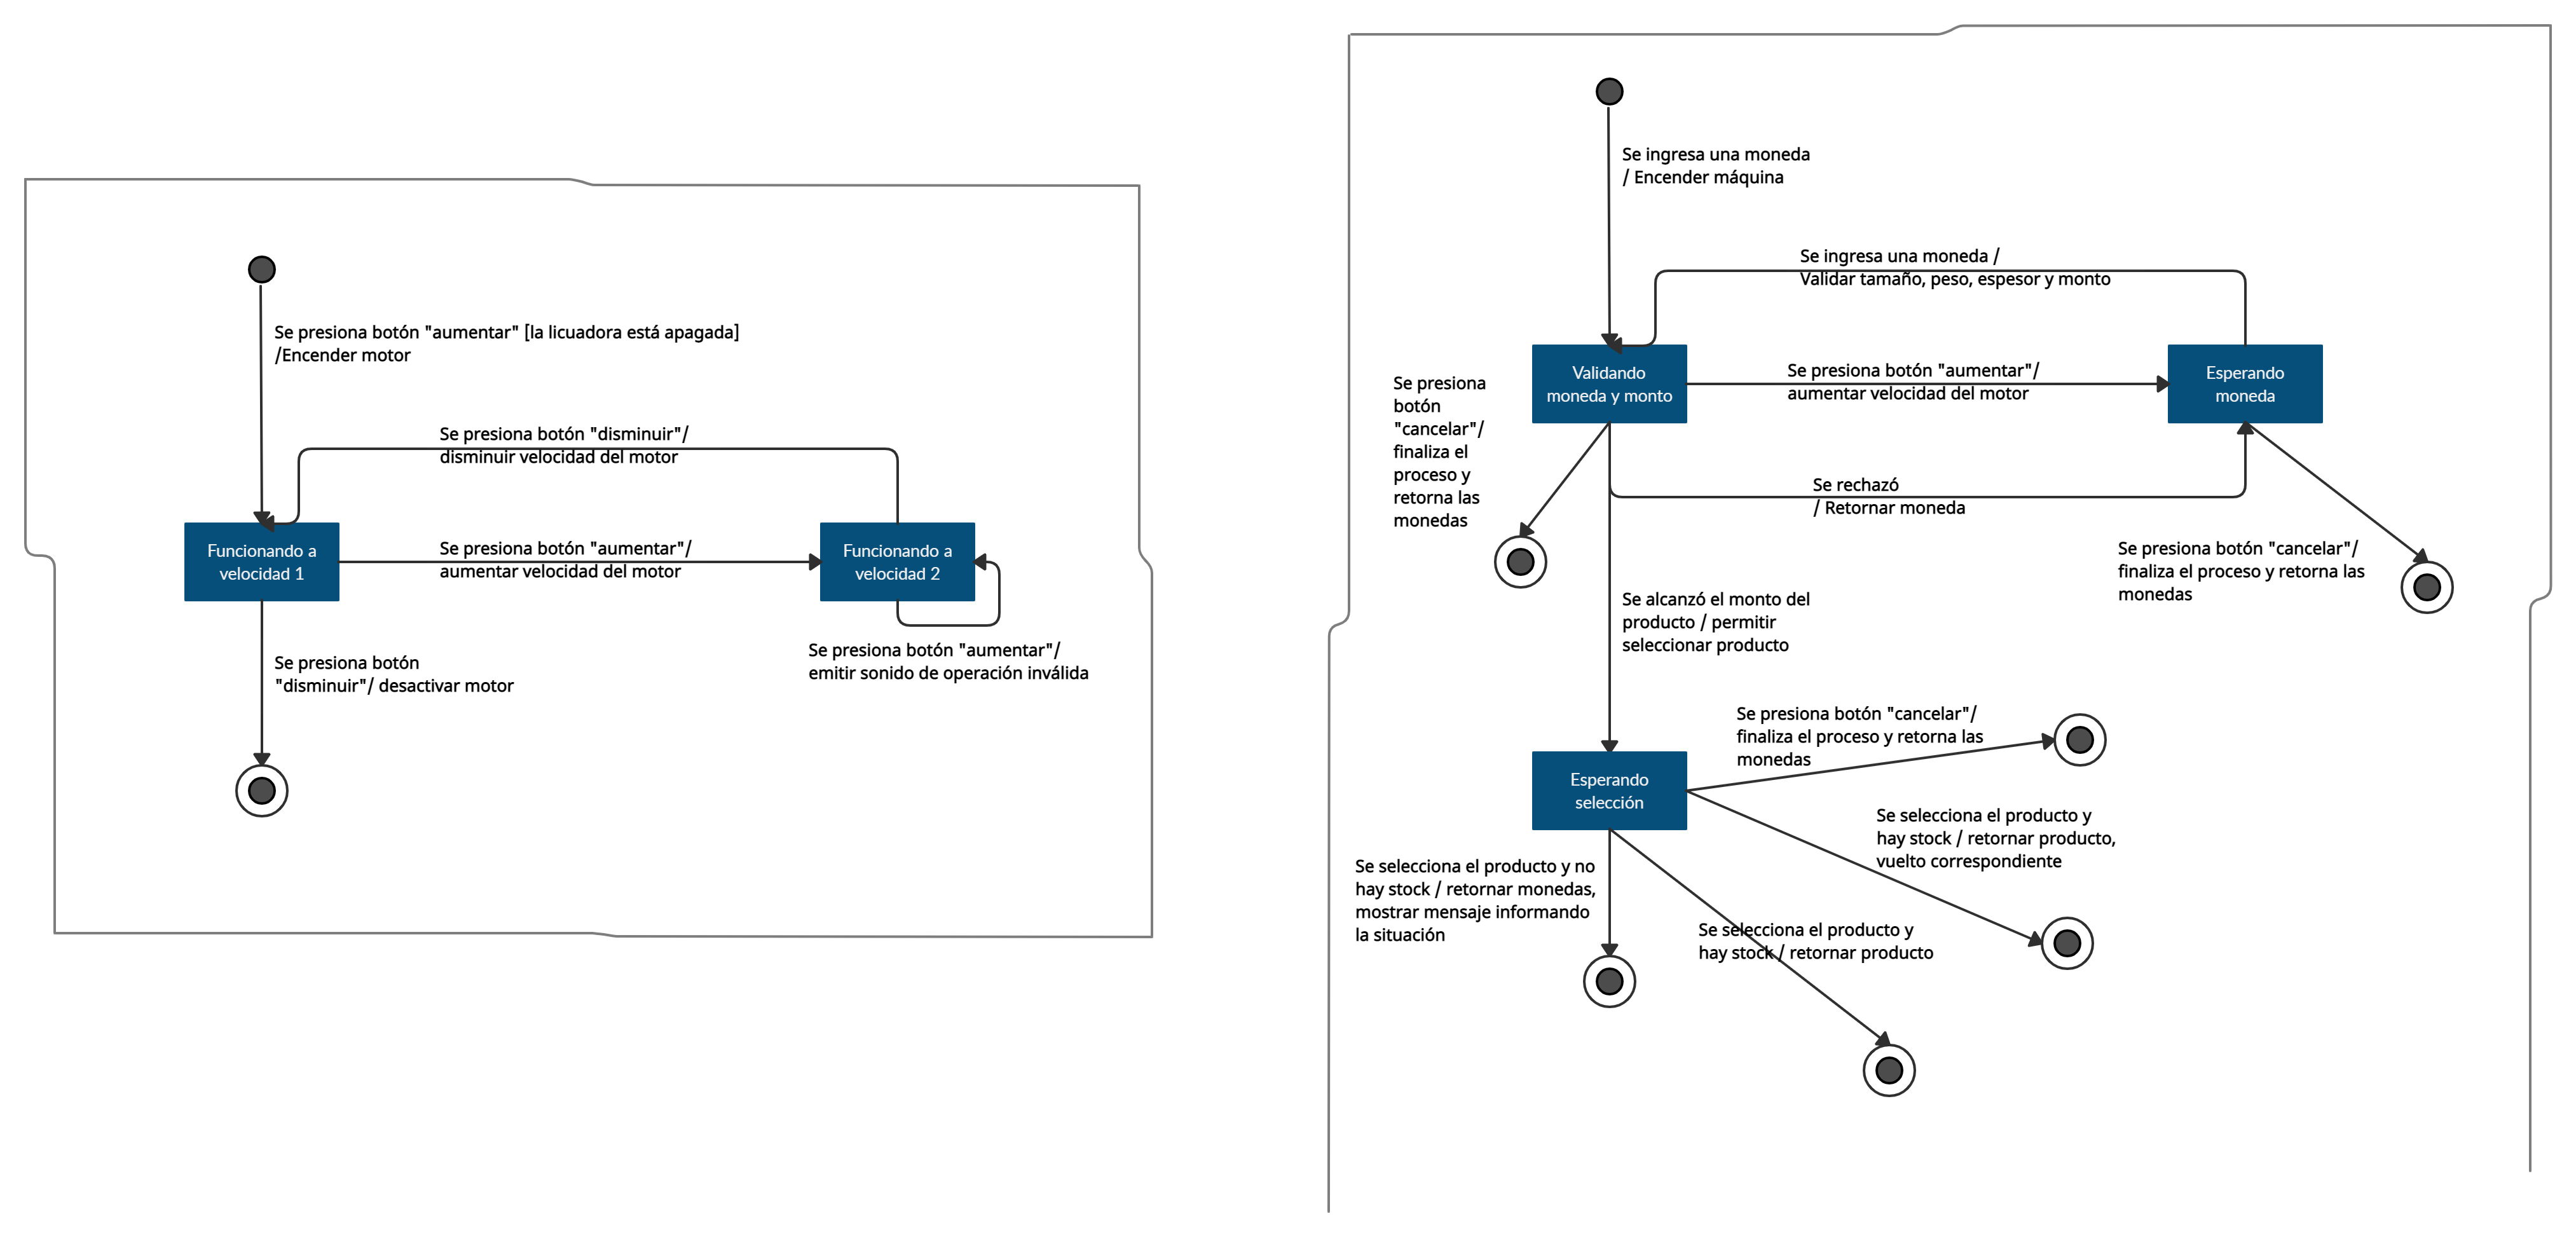 Se presiona botón "aumentar" [la licuadora está apagada]
/Encender motor
Se presiona botón "disminuir"/
disminuir velocidad del motor
Funcionando a
velocidad 1
Se presiona botón "aumentar"/
aumentar velocidad del motor
Funcionando a
velocidad 2
Se presiona botón "aumentar"/
emitir sonido de operación inválida
Se presiona botón
"disminuir"/ desactivar motor
Se ingresa una moneda
/ Encender máquina
Se ingresa una moneda /
Validar tamaño, peso, espesor y monto
Validando
moneda y monto
Se presiona botón "aumentar"/
aumentar velocidad del motor
Esperando
moneda
Se presiona
botón
"cancelar"/
finaliza el
proceso y
retorna las
monedas
Se rechazó
/ Retornar moneda
Se presiona botón "cancelar"/
finaliza el proceso y retorna las
monedas
Se alcanzó el monto del
producto / permitir
seleccionar producto
Se presiona botón "cancelar"/
finaliza el proceso y retorna las
monedas
Esperando
selección
Se selecciona el producto y
hay stock / retornar producto,
vuelto correspondiente
Se selecciona el producto y no
hay stock / retornar monedas,
mostrar mensaje informando
la situación
Se selecciona el producto y
hay stock / retornar producto